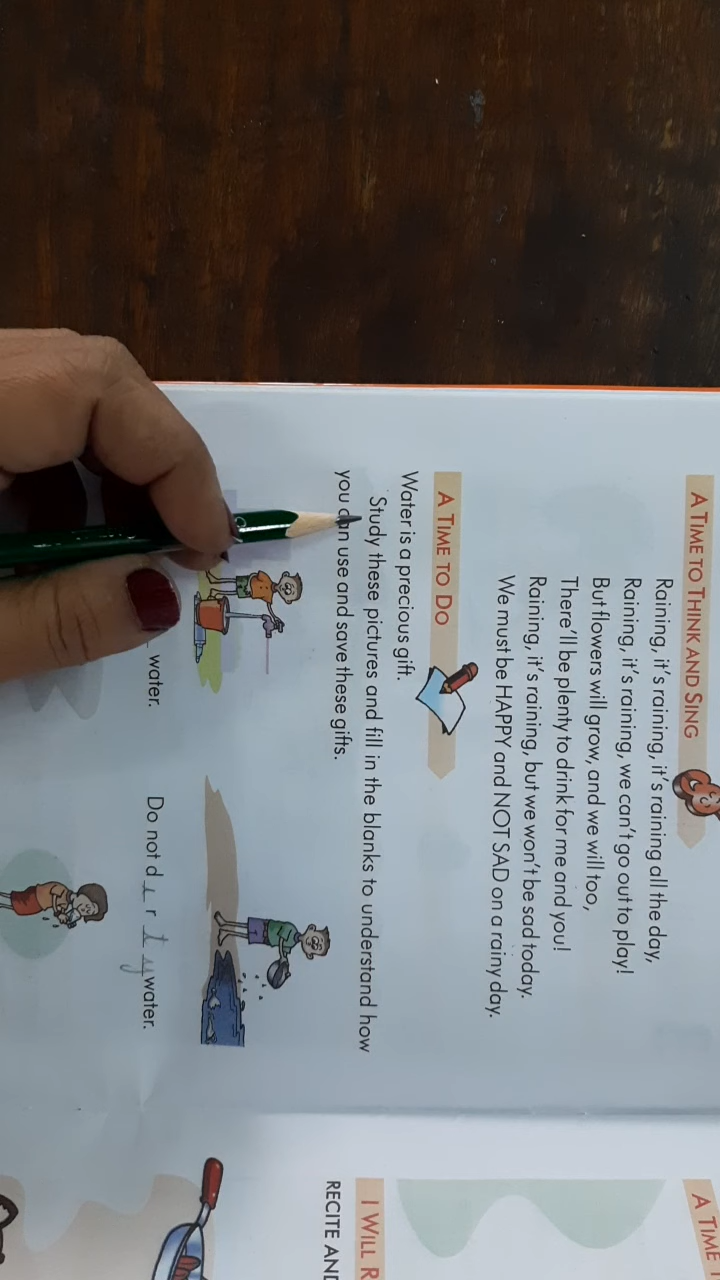 A TIME TO THINK AND SING
Raining, it's raining, it's raining all the day,
Raining, it's raining, we can't go out to play!
But flowers will grow, and we will too,
There'll be plenty to drink for me and you!
Raining, it's raining, but we won't be sad today.
We must be HAPPY and NOT SAD on a rainy day.
A TIME TO DO
Water is a precious gift.
Study these pictures and fill in the blanks to understand how
you can use and save these gifts.
water.
Do not d i r t y water.
A TIME
I WILL R
RECITE AND